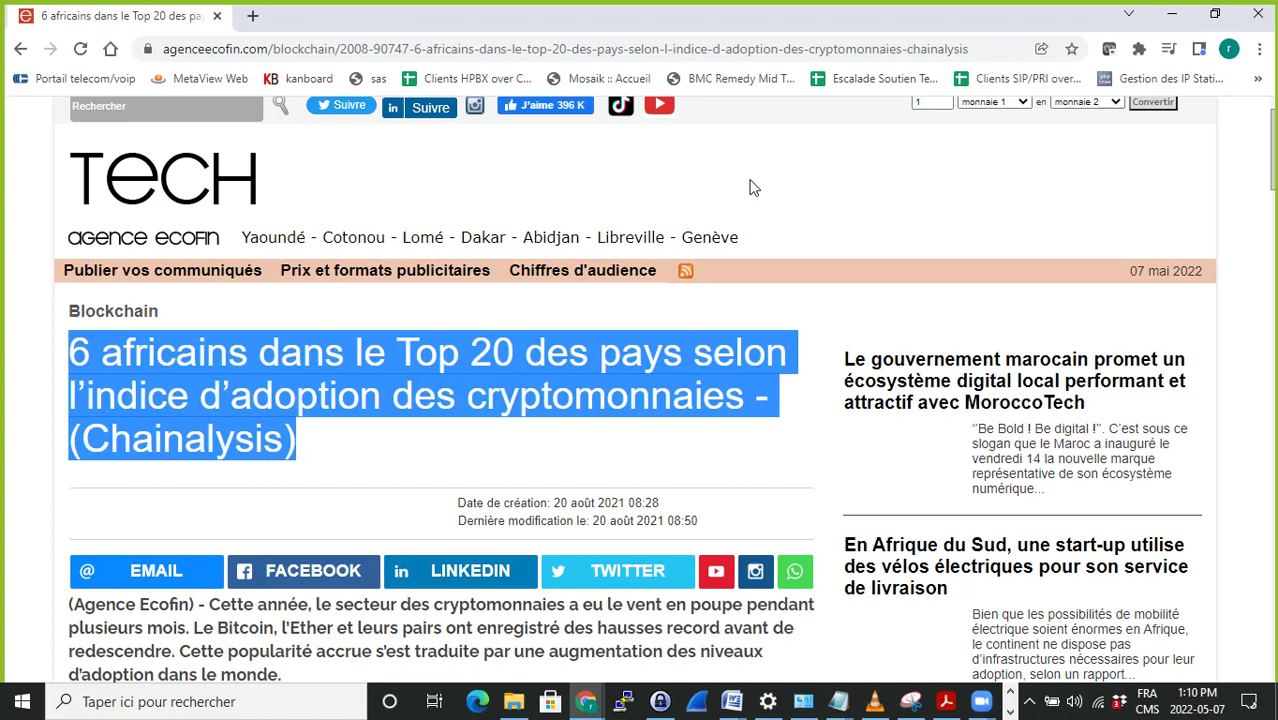 6 africains dans le Top 20 des pa
agenceecofin.com/blockchain/2008-90747-6-africains-dans-le-top-20-des-pays-selon-l-indice-d-adoption-des-cryptomonnaies-chainalysis
r
Portail telecom/voip MetaView Web KB kanboard sas Clients HPBX over C... Mosaik :: Accueil BMC Remedy Mid T... Escalade Soutien Te... Clients SIP/PRI over... Gestion des IP Stati... »
Rechercher Suivre in Suivre J'aime 396 K 1 monnaie 1 en monnaie 2 Convertir
TECH
agence ecofin Yaoundé - Cotonou - Lomé - Dakar - Abidjan - Libreville - Genève
Publier vos communiqués Prix et formats publicitaires Chiffres d'audience 07 mai 2022
Blockchain
6 africains dans le Top 20 des pays selon
l’indice d’adoption des cryptomonnaies -
(Chainalysis)
Date de création: 20 août 2021 08:28
Dernière modification le: 20 août 2021 08:50
@ EMAIL FACEBOOK in LINKEDIN TWITTER
(Agence Ecofin) - Cette année, le secteur des cryptomonnaies a eu le vent en poupe pendant
plusieurs mois. Le Bitcoin, l’Ether et leurs pairs ont enregistré des hausses record avant de
redescendre. Cette popularité accrue s’est traduite par une augmentation des niveaux
d’adoption dans le monde.
Le gouvernement marocain promet un
écosystème digital local performant et
attractif avec MoroccoTech
‘’Be Bold ! Be digital !’’. C’est sous ce
slogan que le Maroc a inauguré le
vendredi 14 la nouvelle marque
représentative de son écosystème
numérique...
En Afrique du Sud, une start-up utilise
des vélos électriques pour son service
de livraison
Bien que les possibilités de mobilité
électrique soient énormes en Afrique,
le continent ne dispose pas
d’infrastructures nécessaires pour leur
adoption, selon un rapport...
Taper ici pour rechercher
FRA 1:10 PM
CMS 2022-05-07